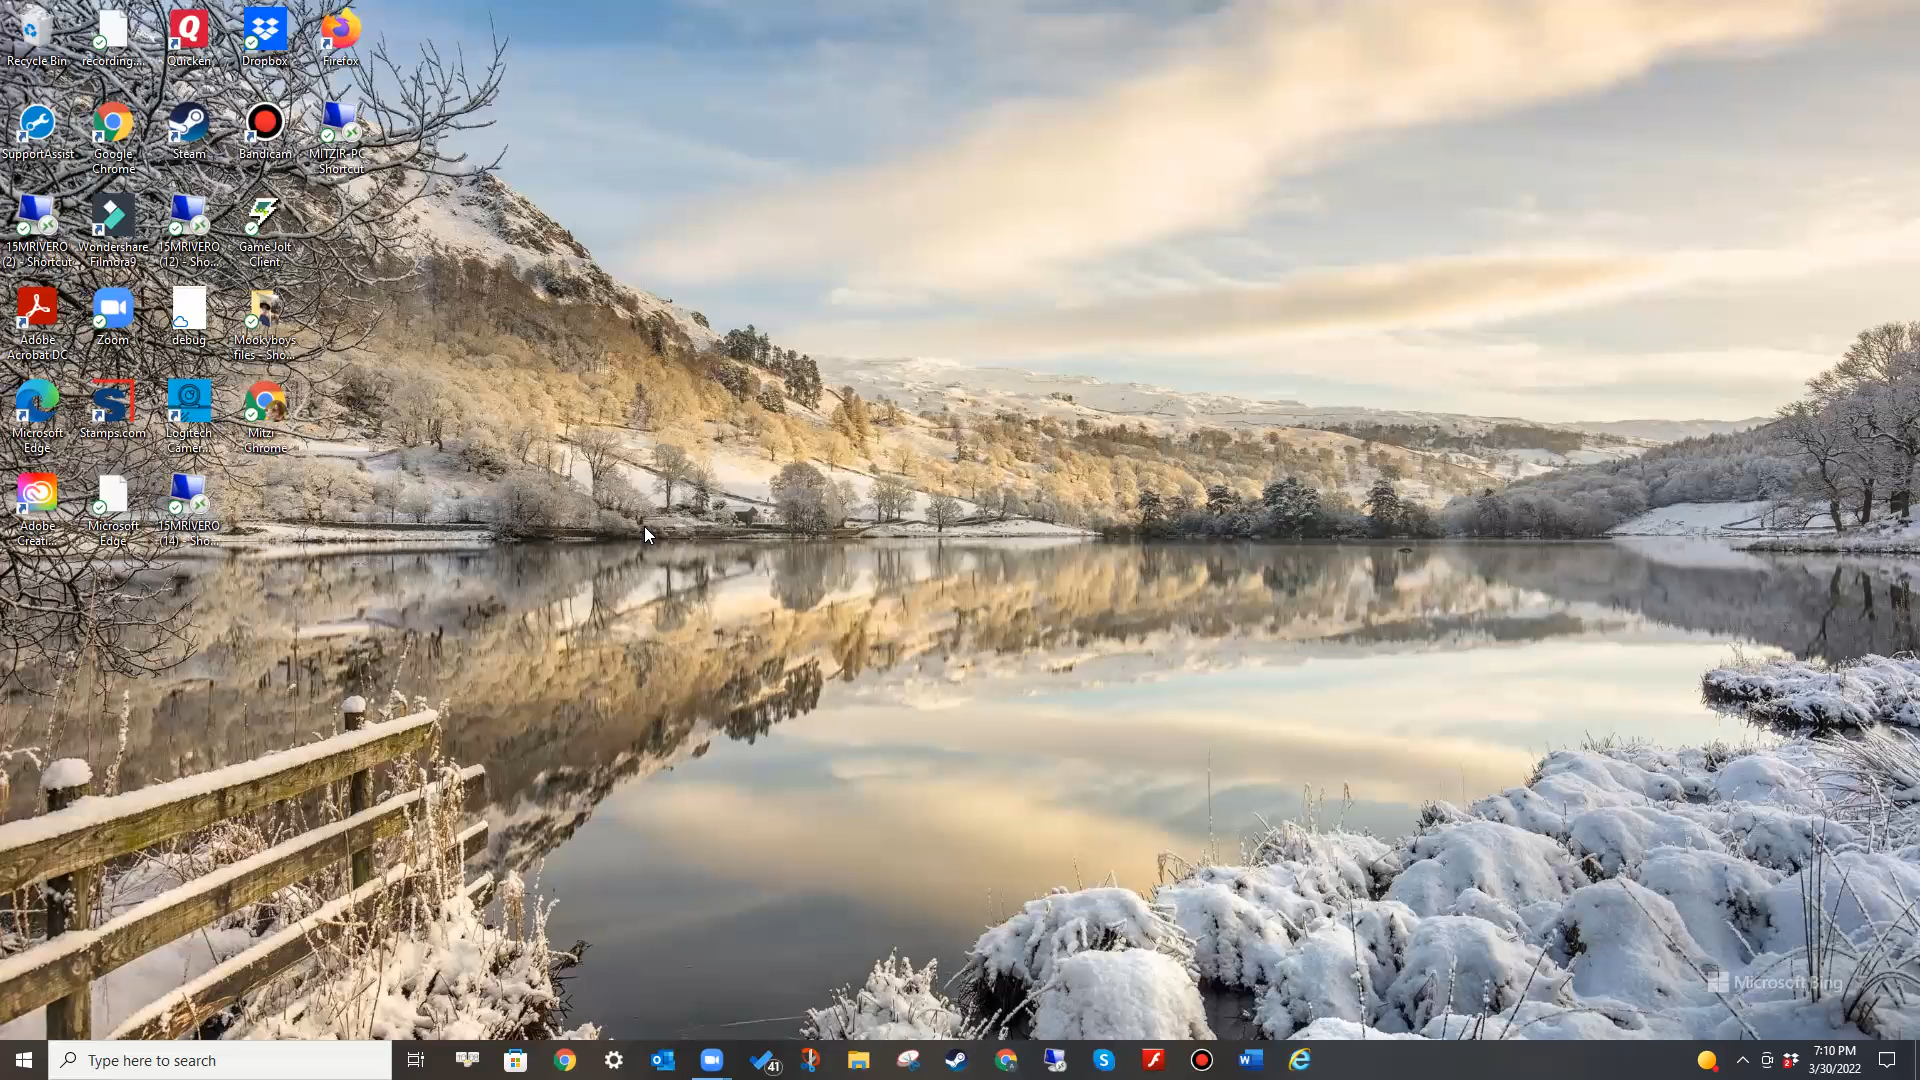 Recycle Bin
recording....
Quicken
Dropbox
Firefox
SupportAssist
Google
Chrome
Steam
Bandicam
MITZIR-PC
- Shortcut
15MRIVERO
(2) - Shortcut
Wondershare
Filmora9
15MRIVERO
(12) - Sho...
Game Jolt
Client
Adobe
Acrobat DC
Zoom
debug
Mookyboys
files - Sho...
Microsoft
Edge
Stamps.com
Logitech
Camer...
Mitzi -
Chrome
Adobe
Creati...
Microsoft
Edge
15MRIVERO
(14) - Sho...
Microsoft Bing
Type here to search
41
2
7:10 PM
3/30/2022